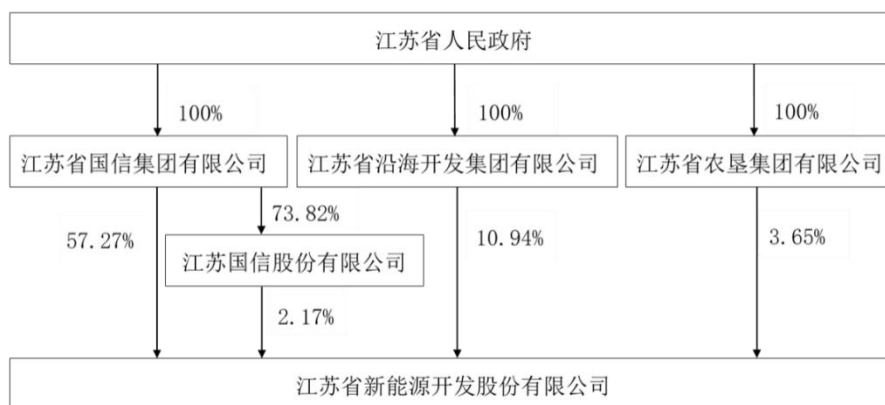 江苏省人民政府
100%
100%
100%
江苏省国信集团有限公司
江苏省沿海开发集团有限公司
江苏省农垦集团有限公司
73.82%
57.27%
10.94%
3.65%
江苏国信股份有限公司
2.17%
江苏省新能源开发股份有限公司